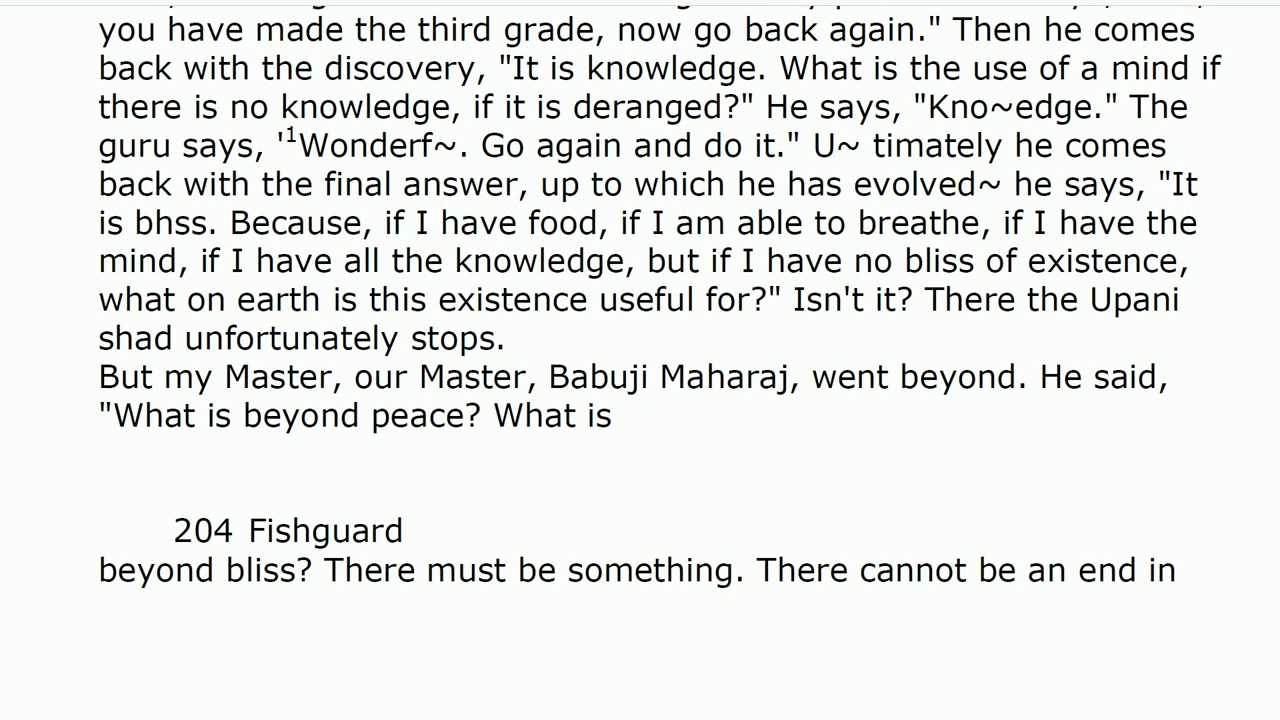 you have made the third grade, now go back again." Then he comes
back with the discovery, "It is knowledge. What is the use of a mind if
there is no knowledge, if it is deranged?" He says, "Kno~edge." The
guru says, '1Wonderf~. Go again and do it." U~ timately he comes
back with the final answer, up to which he has evolved~ he says, "It
is bhss. Because, if I have food, if I am able to breathe, if I have the
mind, if I have all the knowledge, but if I have no bliss of existence,
what on earth is this existence useful for?" Isn't it? There the Upani
shad unfortunately stops.
But my Master, our Master, Babuji Maharaj, went beyond. He said,
"What is beyond peace? What is
204 Fishguard
beyond bliss? There must be something. There cannot be an end in